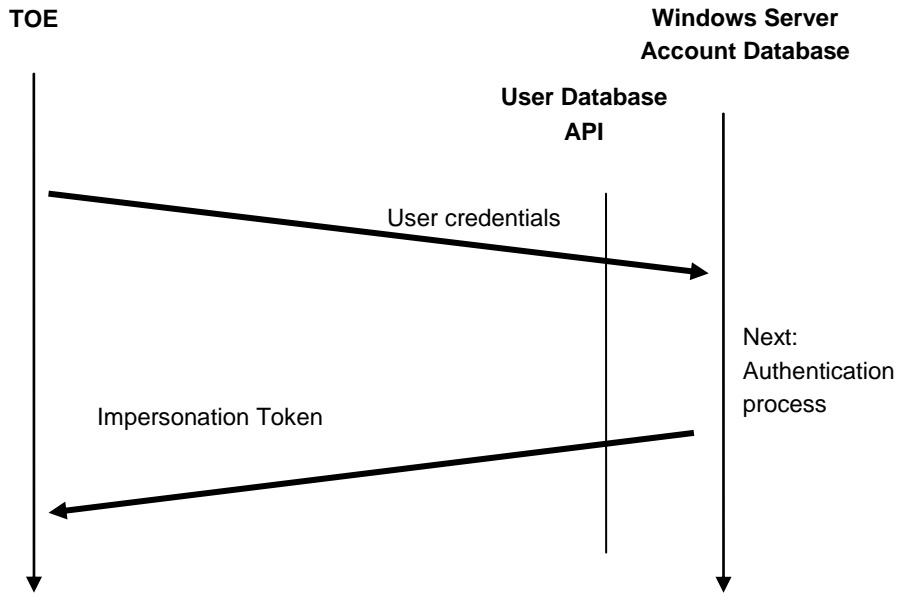 TOE
Windows Server
Account Database
User Database
API
User credentials
Next:
Authentication
process
Impersonation Token